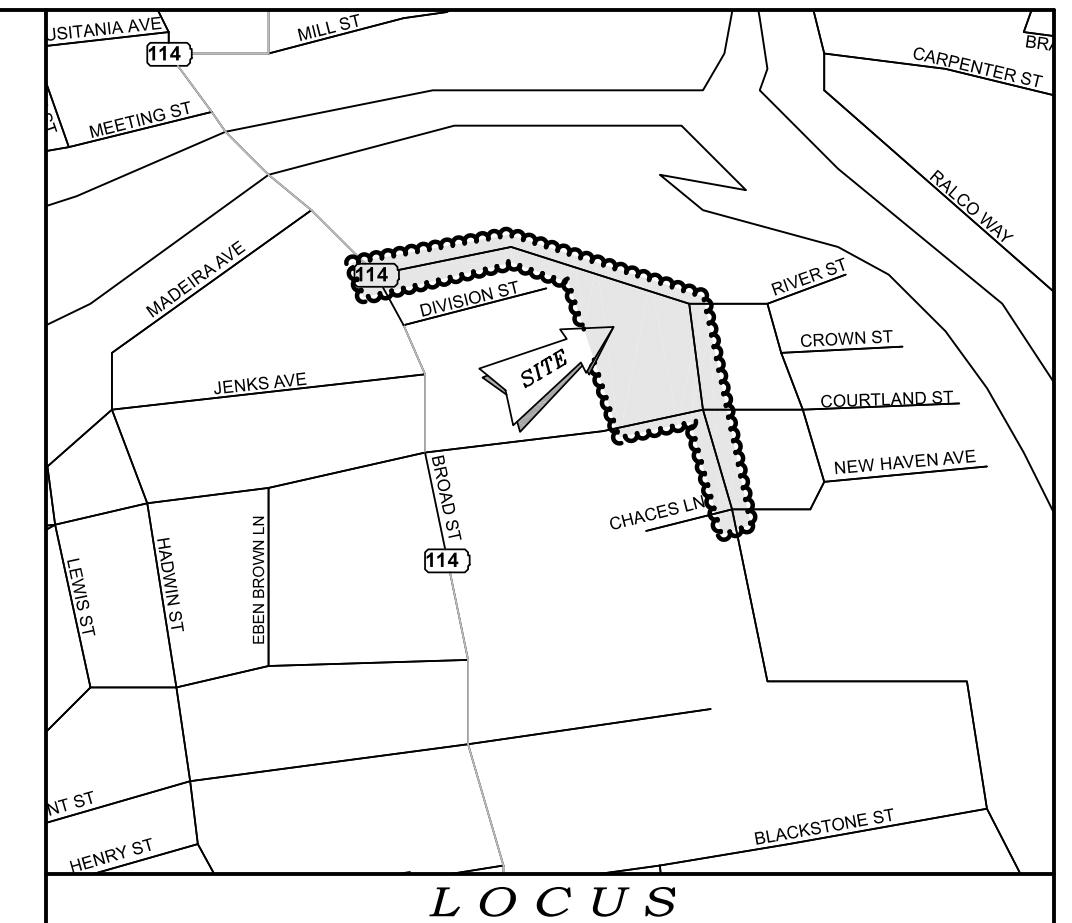 USITANIA AVE
MILL ST
114
CARPENTER ST
BRA
MEETING ST
ST
RALCO WAY
MADEIRA AVE
114
RIVER ST
DIVISION ST
CROWN ST
SITE
JENKS AVE
COURTLAND ST
NEW HAVEN AVE
BROAD ST
CHACES LN
114
LEWIS ST
HADWIN ST
EBEN BROWN LN
NT ST
BLACKSTONE ST
HENRY ST
LOCUS